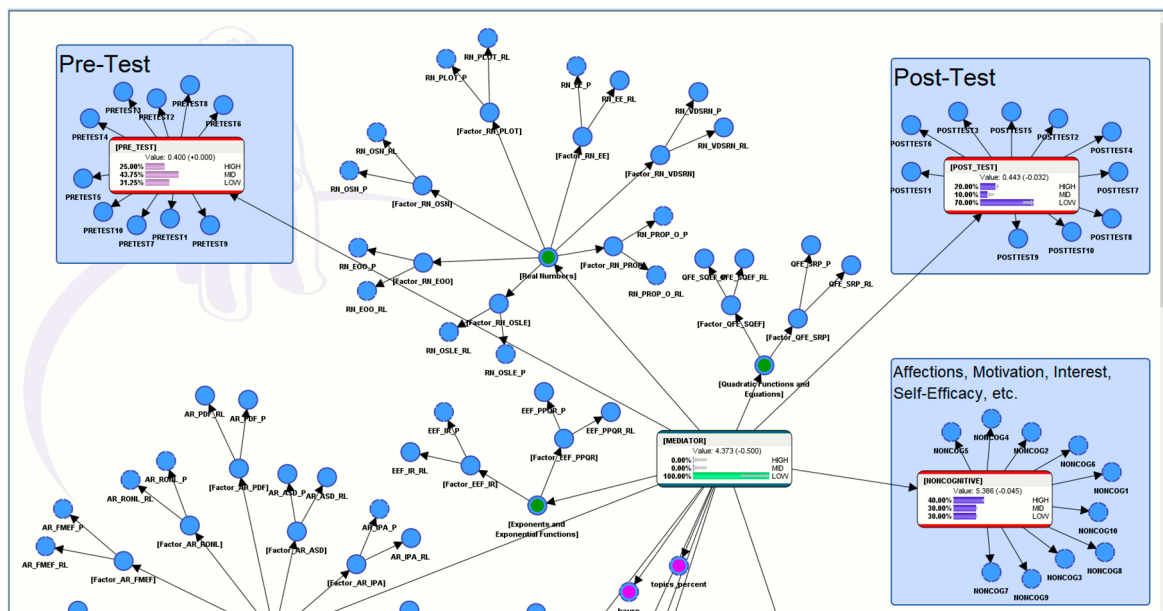 Pre-Test
PRETEST3
PRETEST2
PRETEST8
PRETEST6
PRETEST4
[PRE_TEST]
Value: 0.400 (+0.000)
25.00% HIGH
43.75% MID
31.25% LOW
PRETEST5
PRETEST10
PRETEST7
PRETEST1
PRETEST9
RN_PLOT_RL
RN_PLOT_P
[Factor_RN_PLOT]
RN_EE_P
RN_EE_RL
[Factor_RN_EE]
RN_VDSRN_P
RN_VDSRN_RL
[Factor_RN_VDSRN]
RN_OSN_RL
RN_OSN_P
[Factor_RN_OSN]
RN_PROP_O_P
[Factor_RN_PROP]
RN_PROP_O_RL
[Real Numbers]
RN_EOO_P
[Factor_RN_EOO]
RN_EOO_RL
[Factor_RN_OSLE]
RN_OSLE_RL
RN_OSLE_P
QFE_SQEF_P
QFE_SQEF_RL
[Factor_QFE_SQEF]
QFE_SRP_P
QFE_SRP_RL
[Factor_QFE_SRP]
[Quadratic Functions and
Equations]
Post-Test
POSTTEST3
POSTTEST5
POSTTEST2
POSTTEST6
POSTTEST4
[POST_TEST]
Value: 0.443 (-0.032)
20.00% HIGH
10.00% MID
70.00% LOW
POSTTEST1
POSTTEST7
POSTTEST8
POSTTEST10
POSTTEST9
Affections, Motivation, Interest,
Self-Efficacy, etc.
NONCOG4
NONCOG5
NONCOG2
NONCOG6
[NONCOGNITIVE]
Value: 5.386 (-0.045)
40.00% HIGH
30.00% MID
30.00% LOW
NONCOG1
NONCOG10
NONCOG8
NONCOG3
NONCOG7
NONCOG9
[MEDIATOR]
Value: 4.373 (-0.500)
0.00% HIGH
0.00% MID
100.00% LOW
EEF_PPQR_P
EEF_PPQR_RL
[Factor_EEF_PPQR]
EEF_IR_P
EEF_IR_RL
[Factor_EEF_IR]
[Exponents and
Exponential Functions]
AR_PDF_RL
AR_PDF_P
[Factor_AR_PDF]
AR_RONL_P
AR_RONL_RL
[Factor_AR_RONL]
AR_ASD_P
AR_ASD_RL
[Factor_AR_ASD]
AR_FMEF_P
AR_FMEF_RL
[Factor_AR_FMEF]
AR_IPA_P
AR_IPA_RL
[Factor_AR_IPA]
topics_percent